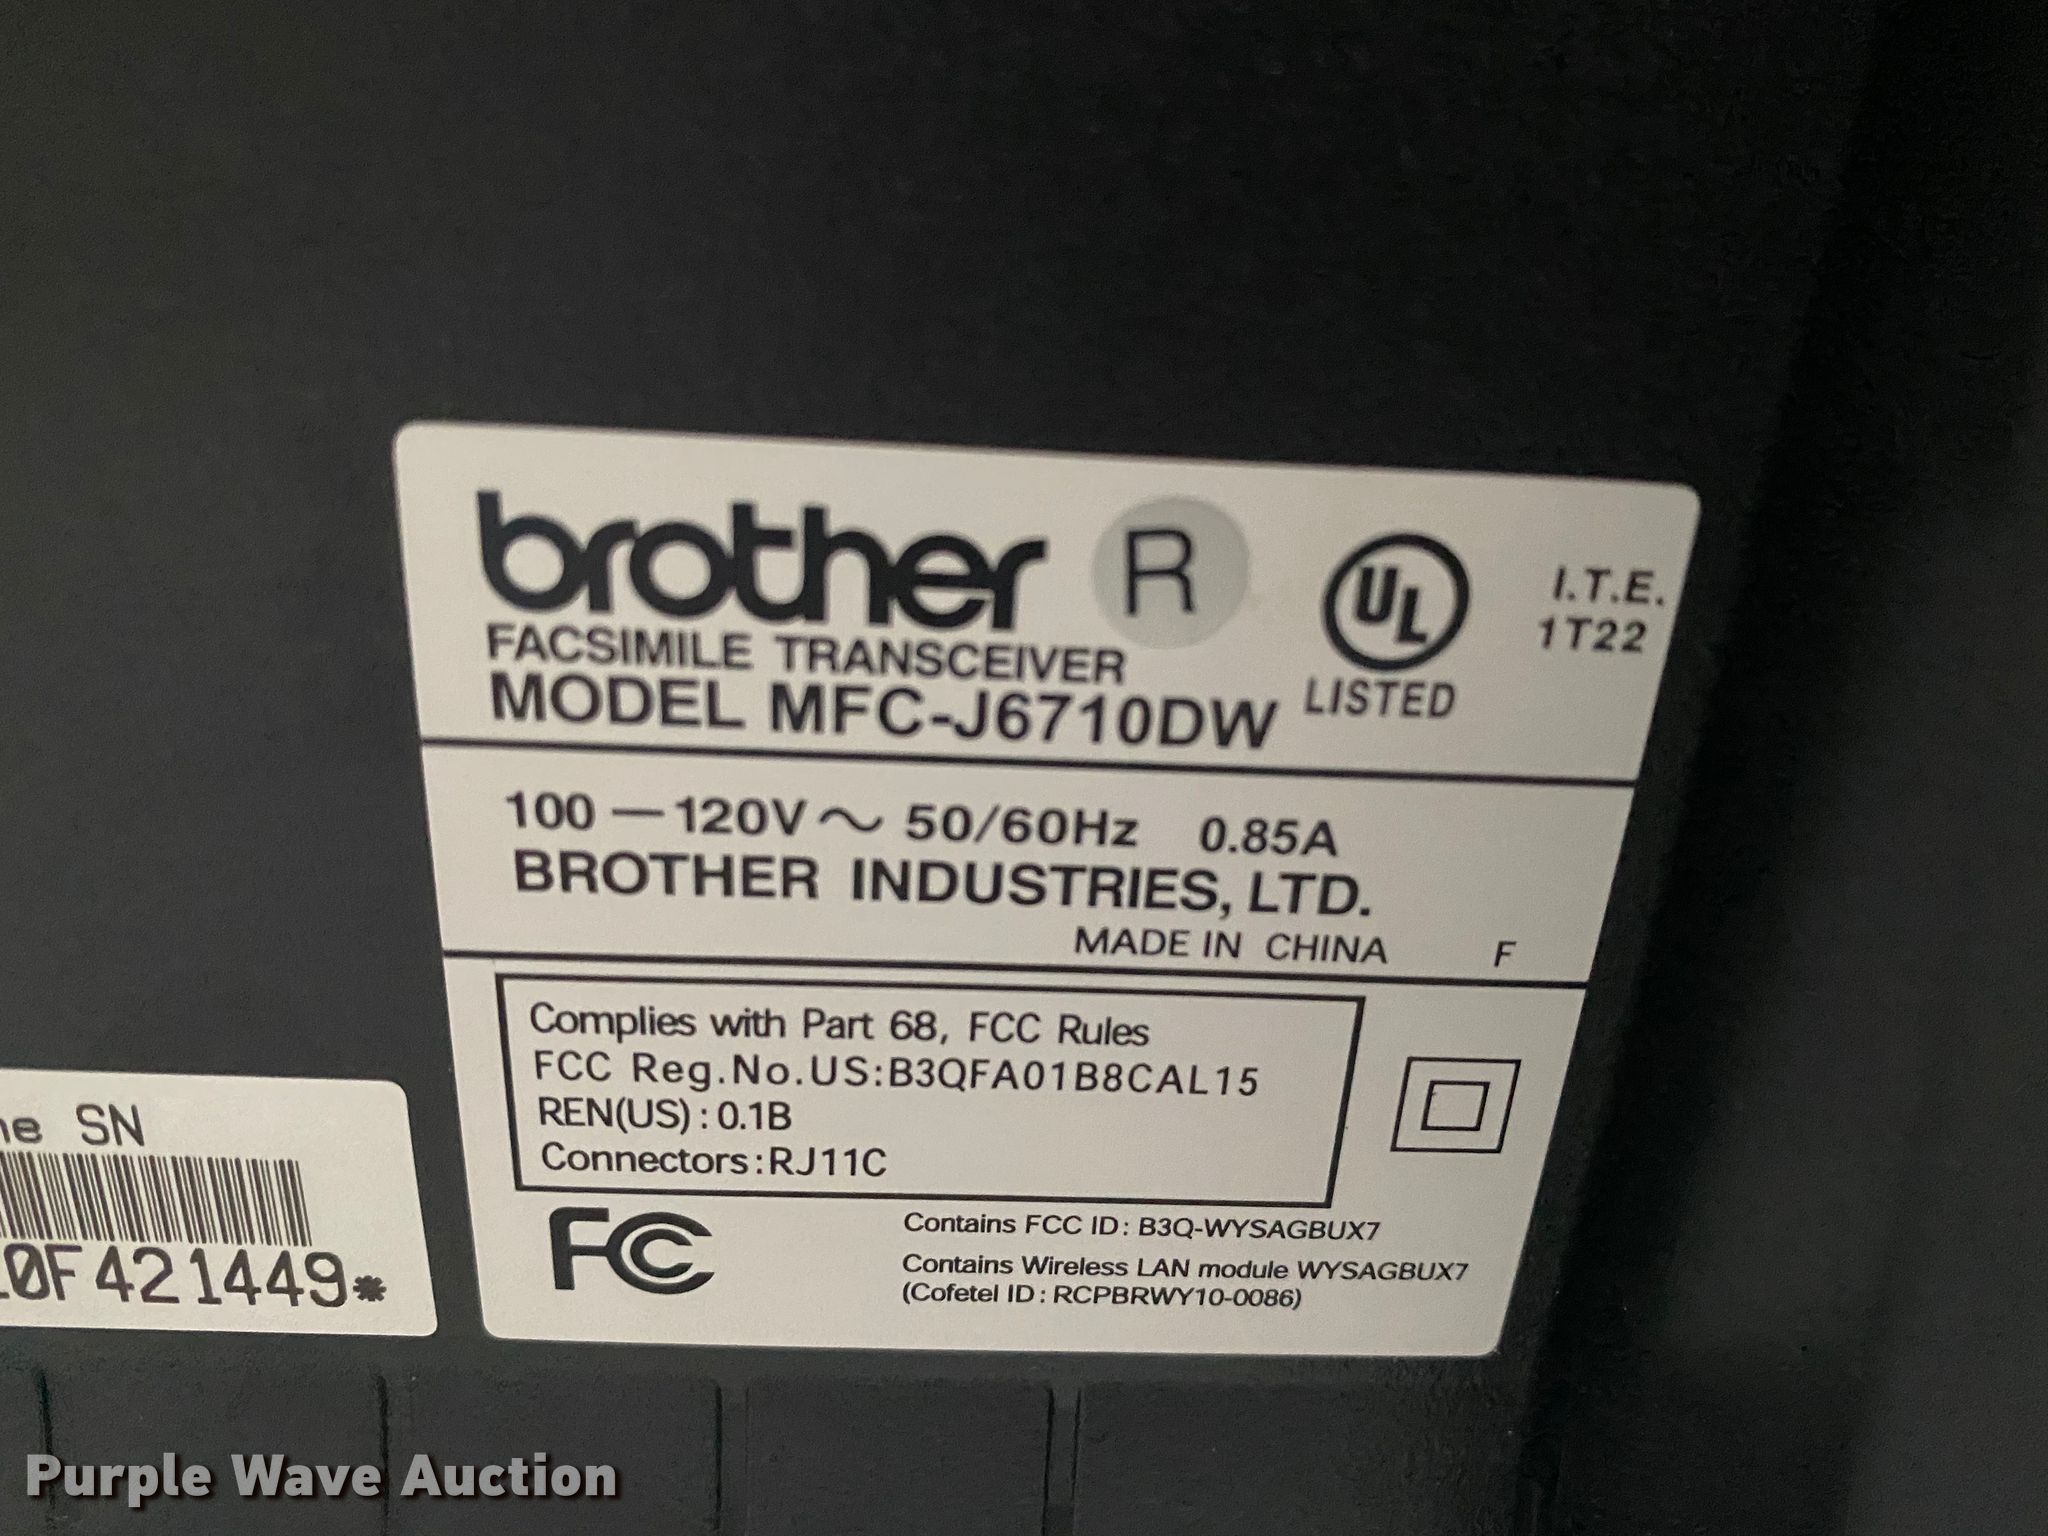 brother R
FACSIMILE TRANSCEIVER
MODEL MFC-J6710DW
UL
LISTED
I.T.E.
1T22
100 — 120V ～ 50/60Hz 0.85A
BROTHER INDUSTRIES, LTD.
MADE IN CHINA F
Complies with Part 68, FCC Rules
FCC Reg.No.US:B3QFA01B8CAL15
REN(US) : 0.1B
Connectors:RJ11C
FC
Contains FCC ID: B3Q-WYSAGBUX7
Contains Wireless LAN module WYSAGBUX7
(Cofetel ID : RCPBRWY10-0086)
SN
0F421449*
Purple Wave Auction